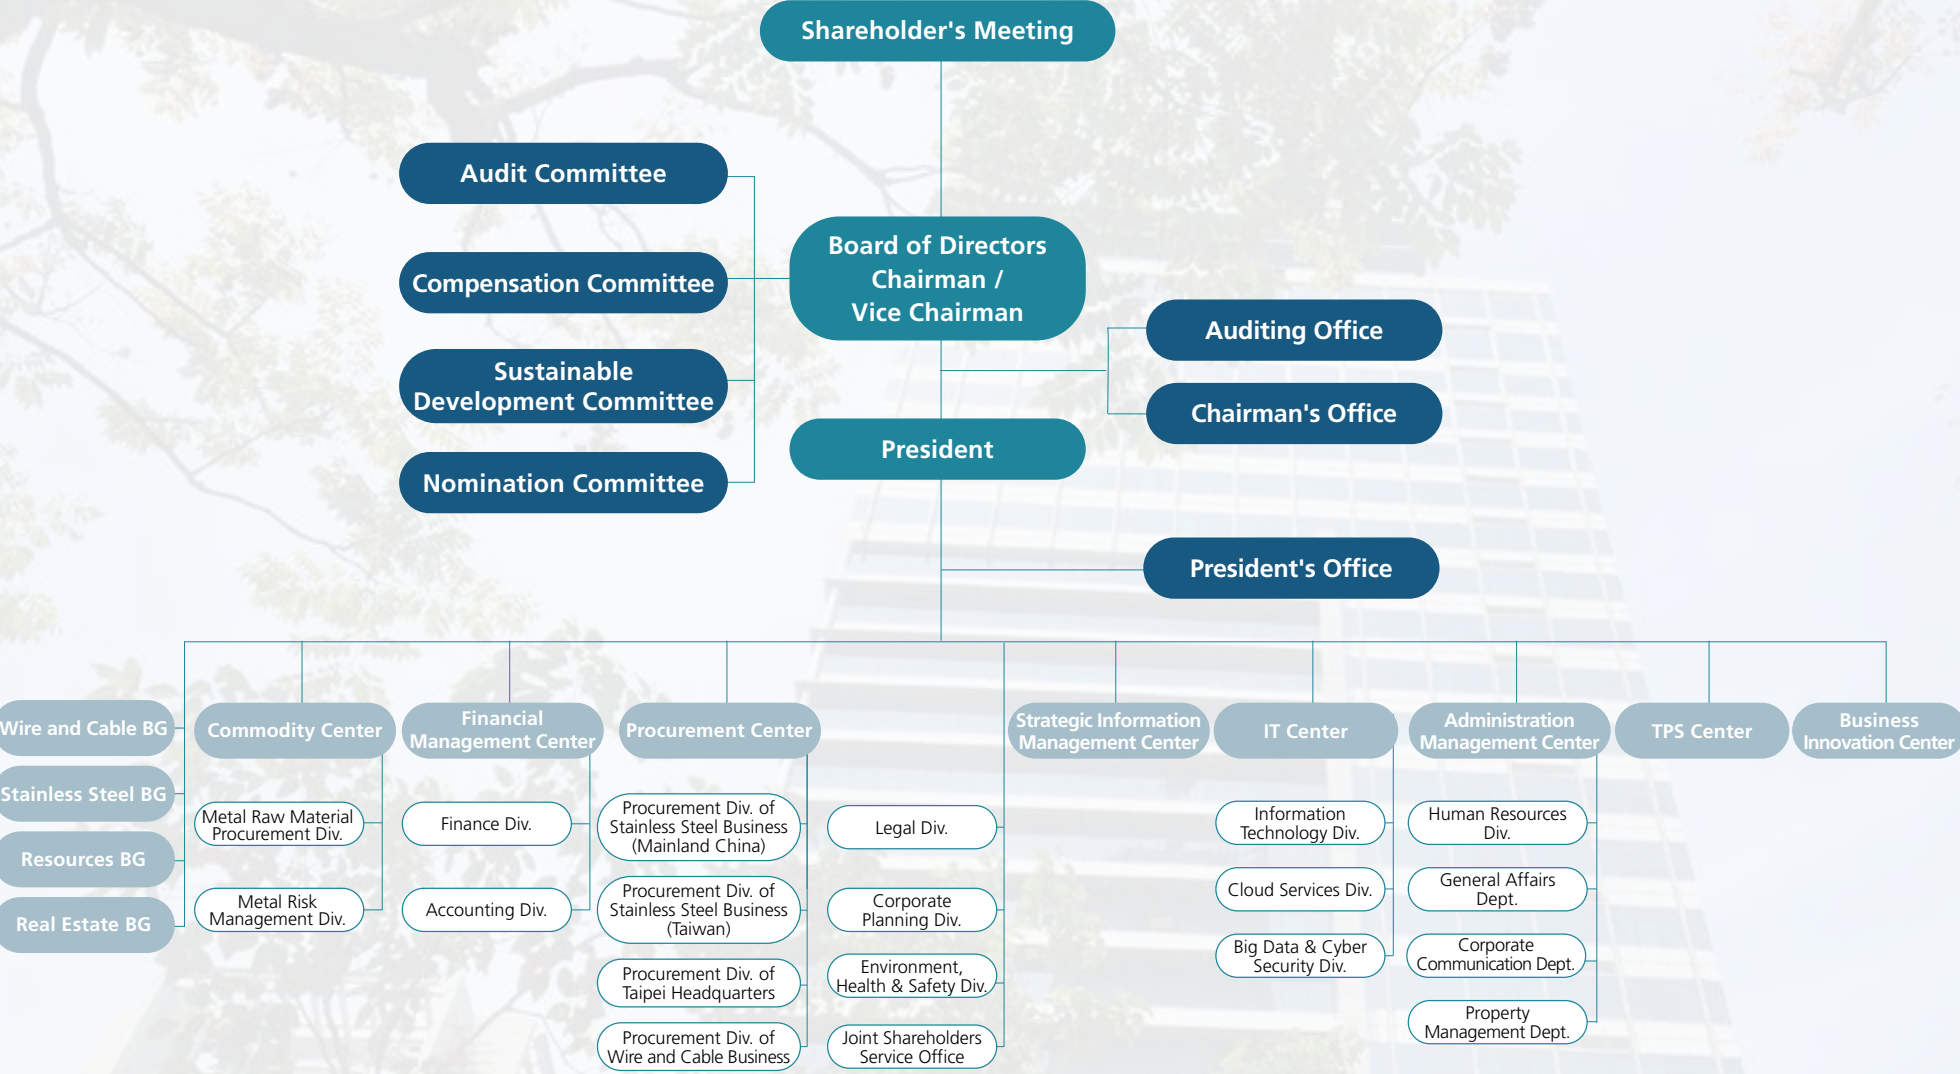 Shareholder's Meeting
Audit Committee
Compensation Committee
Sustainable
Development Committee
Nomination Committee
Board of Directors
Chairman /
Vice Chairman
Auditing Office
Chairman's Office
President
President's Office
Wire and Cable BG
Stainless Steel BG
Resources BG
Real Estate BG
Commodity Center
Metal Raw Material
Procurement Div.
Metal Risk
Management Div.
Financial
Management Center
Finance Div.
Accounting Div.
Procurement Center
Procurement Div. of
Stainless Steel Business
(Mainland China)
Procurement Div. of
Stainless Steel Business
(Taiwan)
Procurement Div. of
Taipei Headquarters
Procurement Div. of
Wire and Cable Business
Legal Div.
Corporate
Planning Div.
Environment,
Health & Safety Div.
Joint Shareholders
Service Office
Strategic Information
Management Center
IT Center
Information
Technology Div.
Cloud Services Div.
Big Data & Cyber
Security Div.
Administration
Management Center
Human Resources
Div.
General Affairs
Dept.
Corporate
Communication Dept.
Property
Management Dept.
TPS Center
Business
Innovation Center